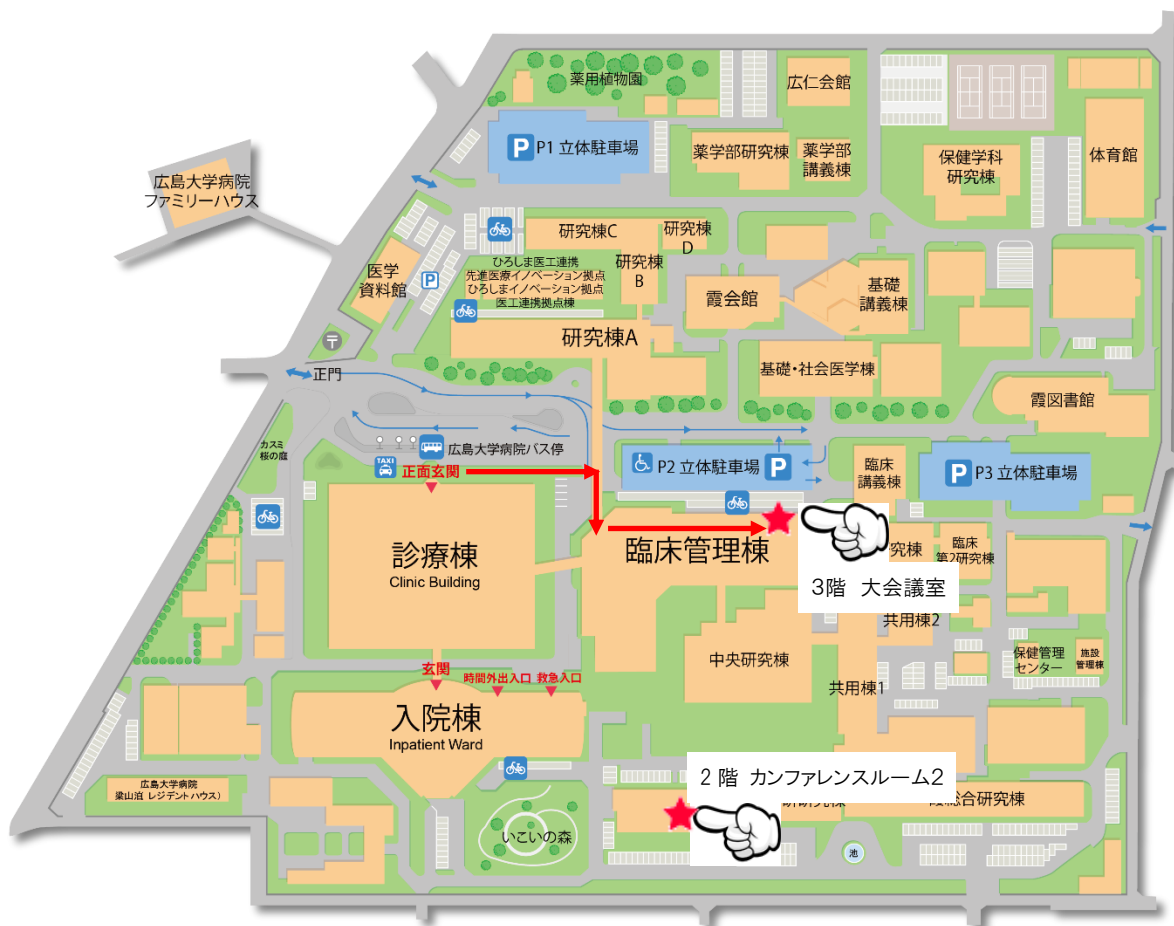 薬用植物園
広仁会館
P P1 立体駐車場
薬学部研究棟
薬学部
講義棟
保健学科
研究棟
体育館
広島大学病院
ファミリーハウス
研究棟C
研究棟
D
研究棟
B
ひろしま医工連携
先進医療イノベーション拠点
ひろしまイノベーション拠点
医工連携拠点棟
医学
資料館
P
霞会館
基礎
講義棟
研究棟A
基礎・社会医学棟
霞図書館
〒
正門
カスミ
桜の庭
広島大学病院バス停
TAXI
正面玄関
P2 立体駐車場 P
臨床
講義棟
P P3 立体駐車場
診療棟
Clinic Building
臨床管理棟
究棟
臨床
第2研究棟
3階 大会議室
共用棟2
中央研究棟
保健管理
センター
施設
管理棟
共用棟1
玄関
時間外出入口
救急入口
入院棟
Inpatient Ward
2 階 カンファレンスルーム2
総合研究棟
広島大学病院
梁山泊 レジデントハウス）
いこいの森
池